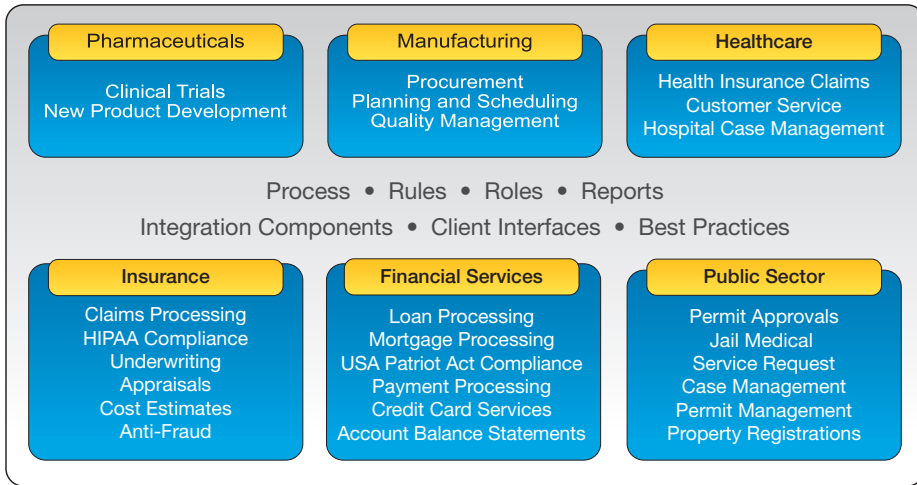 Pharmaceuticals
Clinical Trials
New Product Development
Manufacturing
Procurement
Planning and Scheduling
Quality Management
Healthcare
Health Insurance Claims
Customer Service
Hospital Case Management
Process • Rules • Roles • Reports
Integration Components • Client Interfaces • Best Practices
Insurance
Claims Processing
HIPAA Compliance
Underwriting
Appraisals
Cost Estimates
Anti-Fraud
Financial Services
Loan Processing
Mortgage Processing
USA Patriot Act Compliance
Payment Processing
Credit Card Services
Account Balance Statements
Public Sector
Permit Approvals
Jail Medical
Service Request
Case Management
Permit Management
Property Registrations